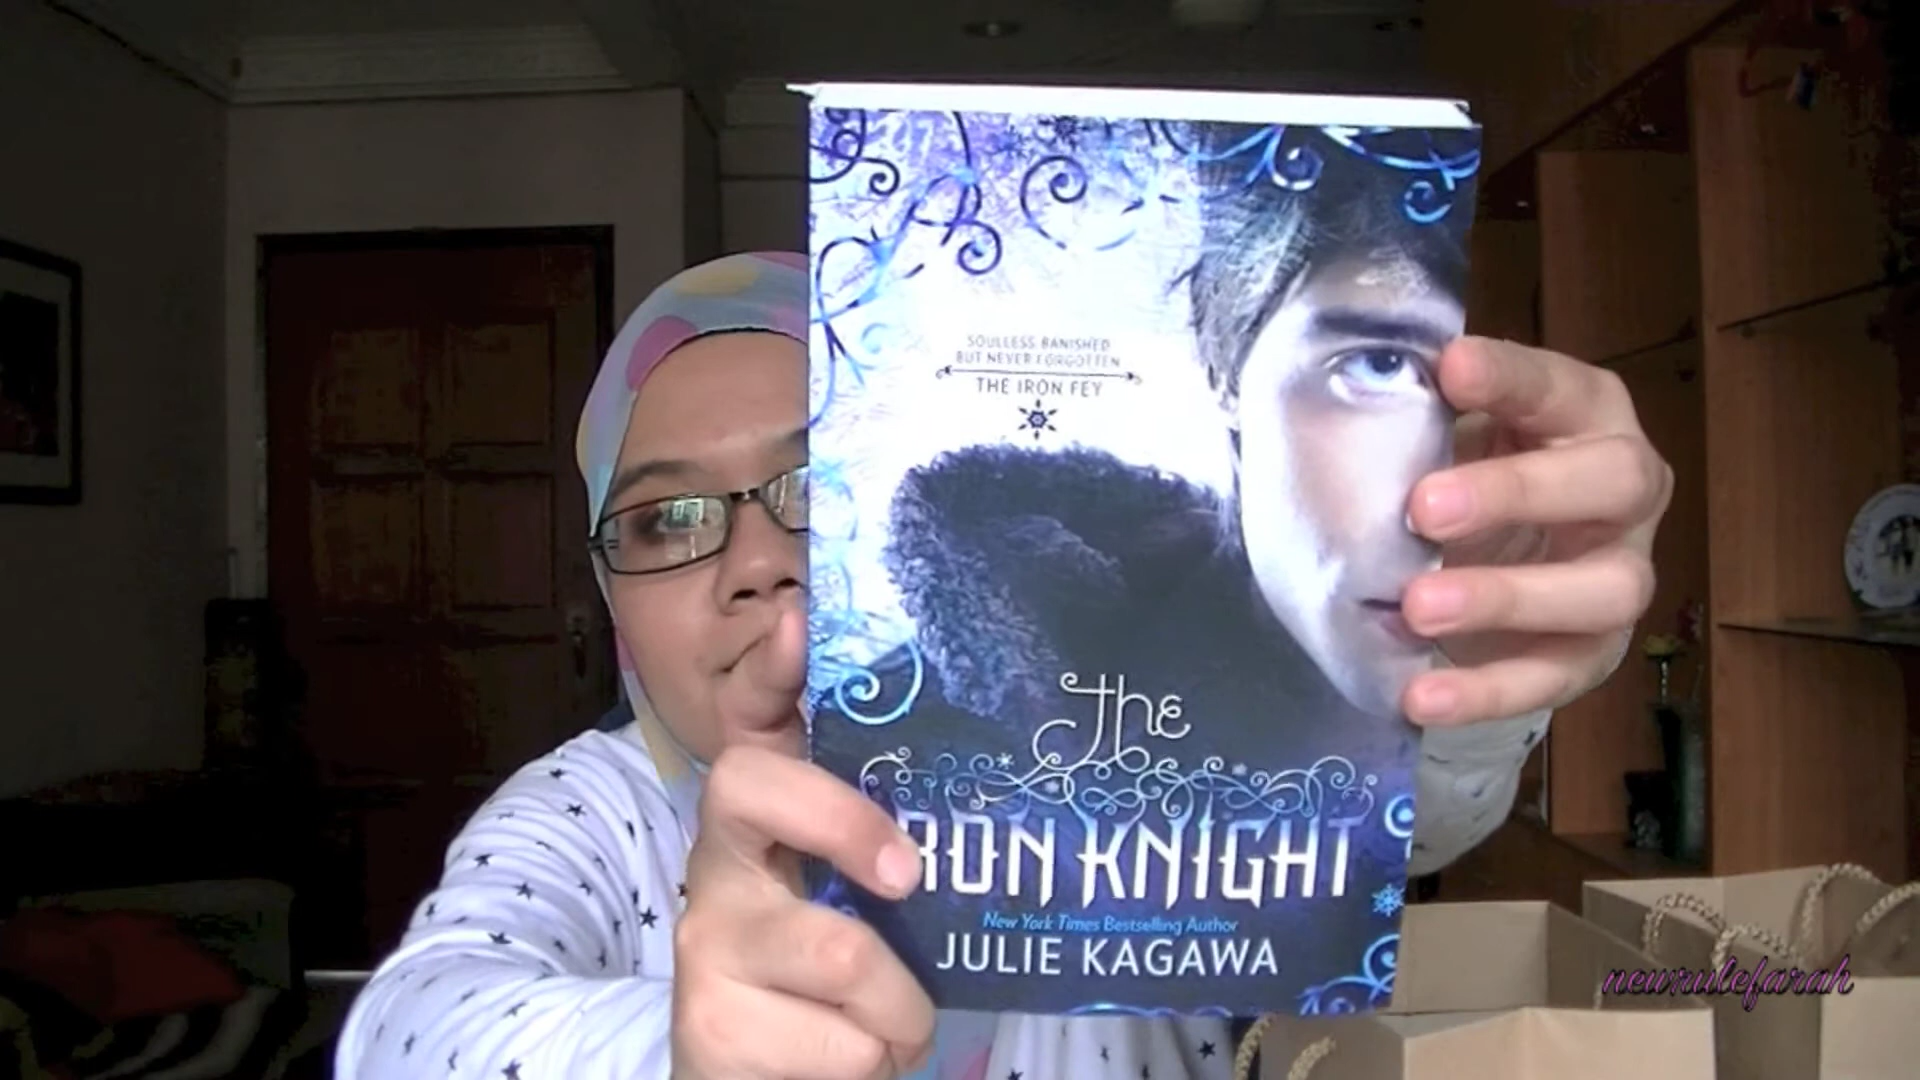 SOULLESS BANISHED
BUT NEVER FORGOTTEN
THE IRON FEY
the
RON KNIGHT
New York Times Bestselling Author
JULIE KAGAWA
newrulefarah